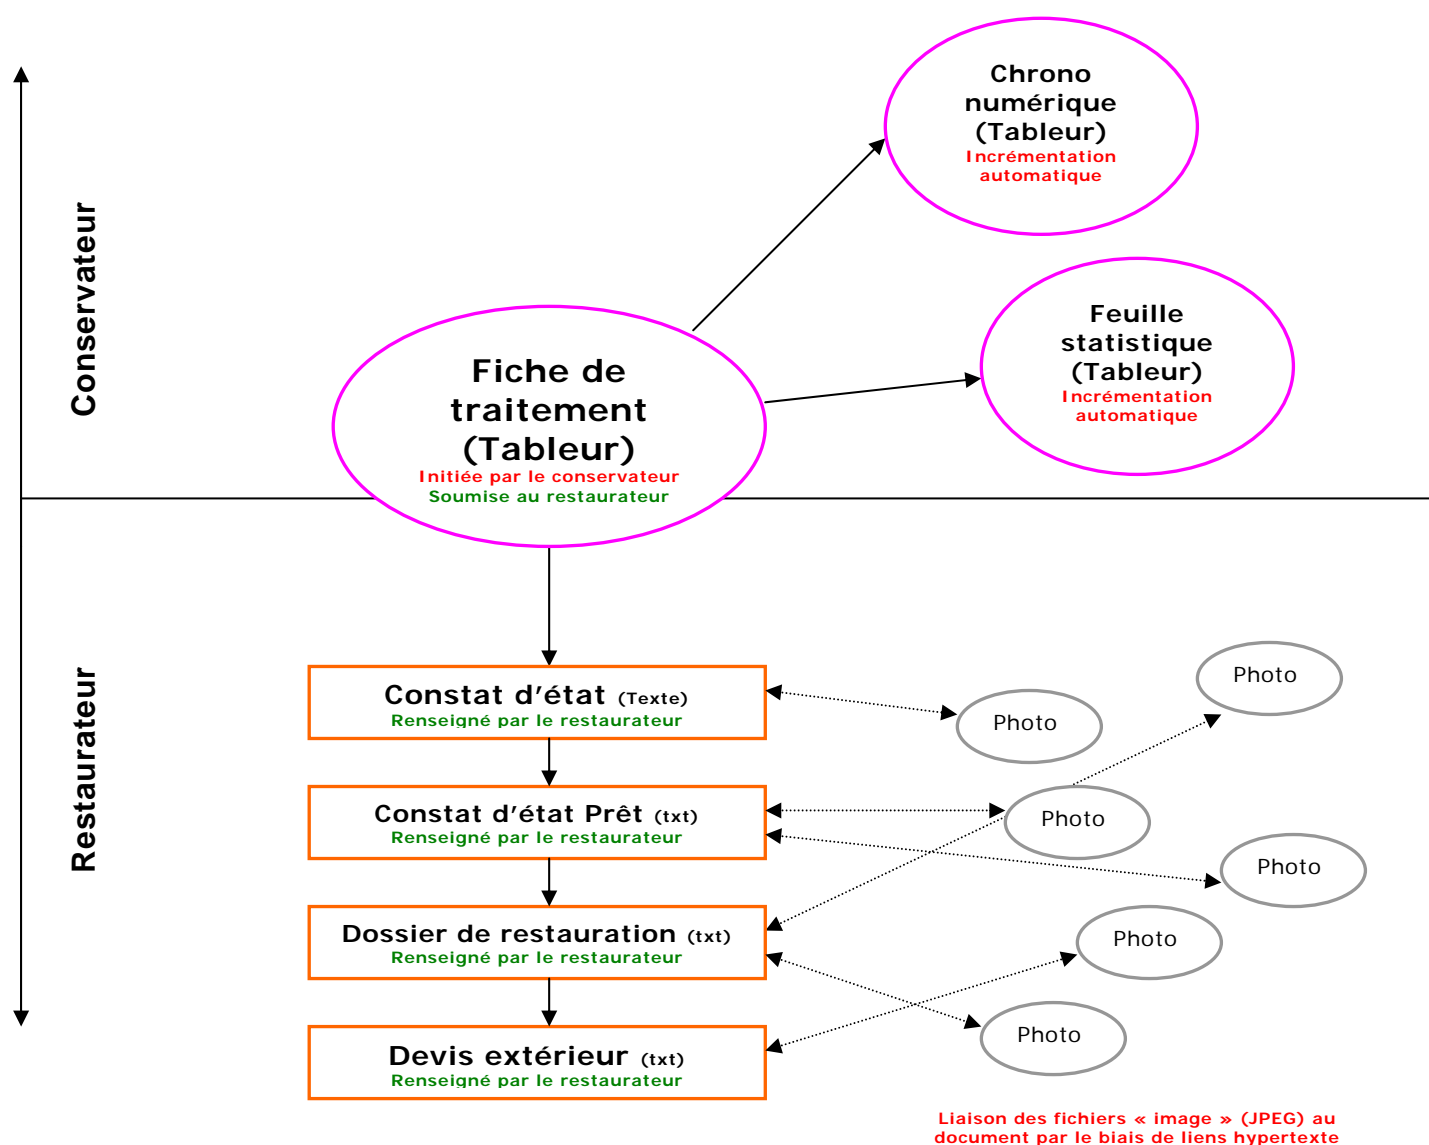 Chrono
numérique
(Tableur)
Incrémentation
automatique
Conservateur
Feuille
statistique
(Tableur)
Incrémentation
automatique
Fiche de
traitement
(Tableur)
Initiée par le conservateur
Soumise au restaurateur
Restaurateur
Constat d'état (Texte)
Renseigné par le restaurateur
Photo
Photo
Constat d'état Prêt (txt)
Renseigné par le restaurateur
Photo
Photo
Dossier de restauration (txt)
Renseigné par le restaurateur
Photo
Photo
Devis extérieur (txt)
Renseigné par le restaurateur
Liaison des fichiers « image » (JPEG) au
document par le biais de liens hypertexte